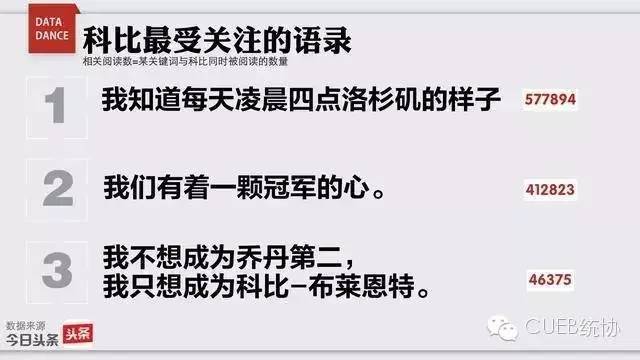 DATA
DANCE
科比最受关注的语录
相关阅读数=某关键词与科比同时被阅读的数量
1
我知道每天凌晨四点洛杉矶的样子
577894
2
我们有着一颗冠军的心。
412823
3
我不想成为乔丹第二，
我只想成为科比-布莱恩特。
46375
数据来源
今日头条 头条
CUEB统协